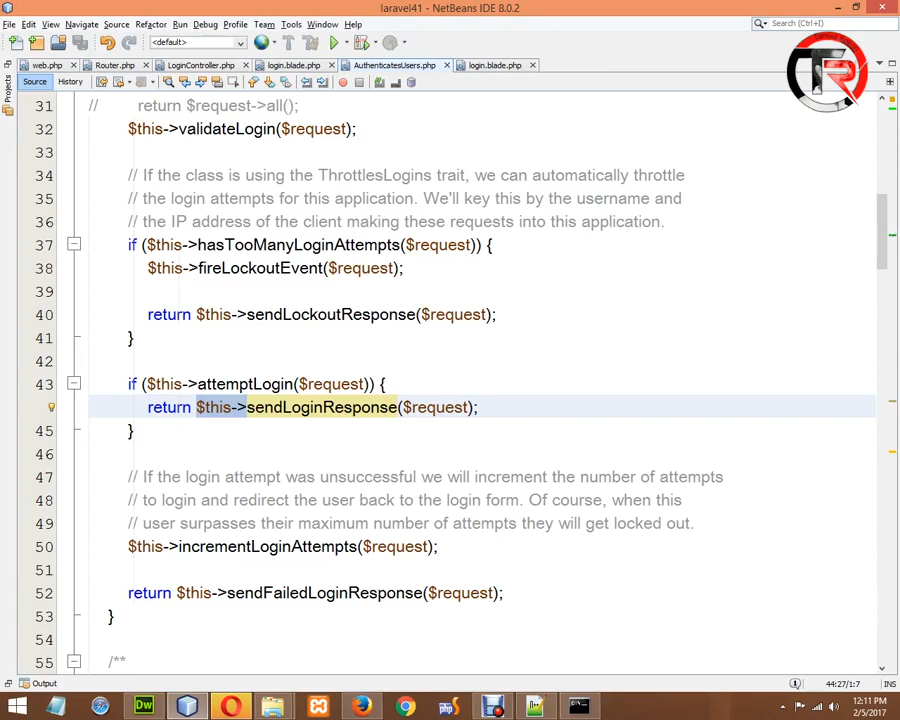 laravel41 - NetBeans IDE 8.0.2
File Edit View Navigate Source Refactor Run Debug Profile Team Tools Window Help
<default>
Search (Ctrl+I)
web.php Router.php LoginController.php login.blade.php AuthenticatesUsers.php login.blade.php
Source History
Projects
31 // return $request->all();
32 $this->validateLogin($request);
33
34 // If the class is using the ThrottlesLogins trait, we can automatically throttle
35 // the login attempts for this application. We'll key this by the username and
36 // the IP address of the client making these requests into this application.
37 if ($this->hasTooManyLoginAttempts($request)) {
38 $this->fireLockoutEvent($request);
39
40 return $this->sendLockoutResponse($request);
41 }
42
43 if ($this->attemptLogin($request)) {
return $this->sendLoginResponse($request);
45 }
46
47 // If the login attempt was unsuccessful we will increment the number of attempts
48 // to login and redirect the user back to the login form. Of course, when this
49 // user surpasses their maximum number of attempts they will get locked out.
50 $this->incrementLoginAttempts($request);
51
52 return $this->sendFailedLoginResponse($request);
53 }
54
55 /**
Output
44:27/1:7 INS
Dw
php
12:11 PM
2/5/2017